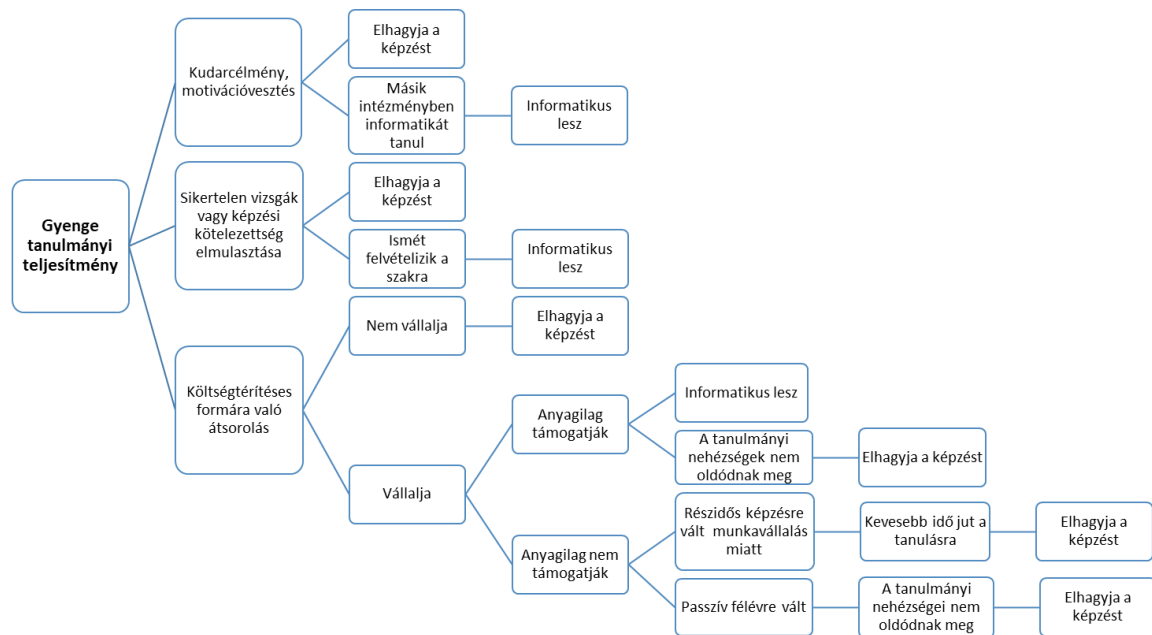 Gyenge
tanulmányi
teljesítmény
Kudarcélmény,
motivációvesztés
Elhagyja a
képzést
Másik
intézményben
informatikát
tanul
Informatikus
lesz
Sikertelen vizsgák
vagy képzési
kötelezettség
elmulasztása
Elhagyja a
képzést
Ismét
felvételizik a
szakra
Informatikus
lesz
Költségtérítéses
formára való
átsorolás
Nem vállalja
Elhagyja a
képzést
Vállalja
Anyagilag
támogatják
Informatikus lesz
A tanulmányi
nehézségek nem
oldódnak meg
Elhagyja a képzést
Anyagilag nem
támogatják
Részidős képzésre
vált munkavállalás
miatt
Kevesebb idő jut a
tanulásra
Elhagyja a
képzést
Passzív félévre vált
A tanulmányi
nehézségei nem
oldódnak meg
Elhagyja a
képzést